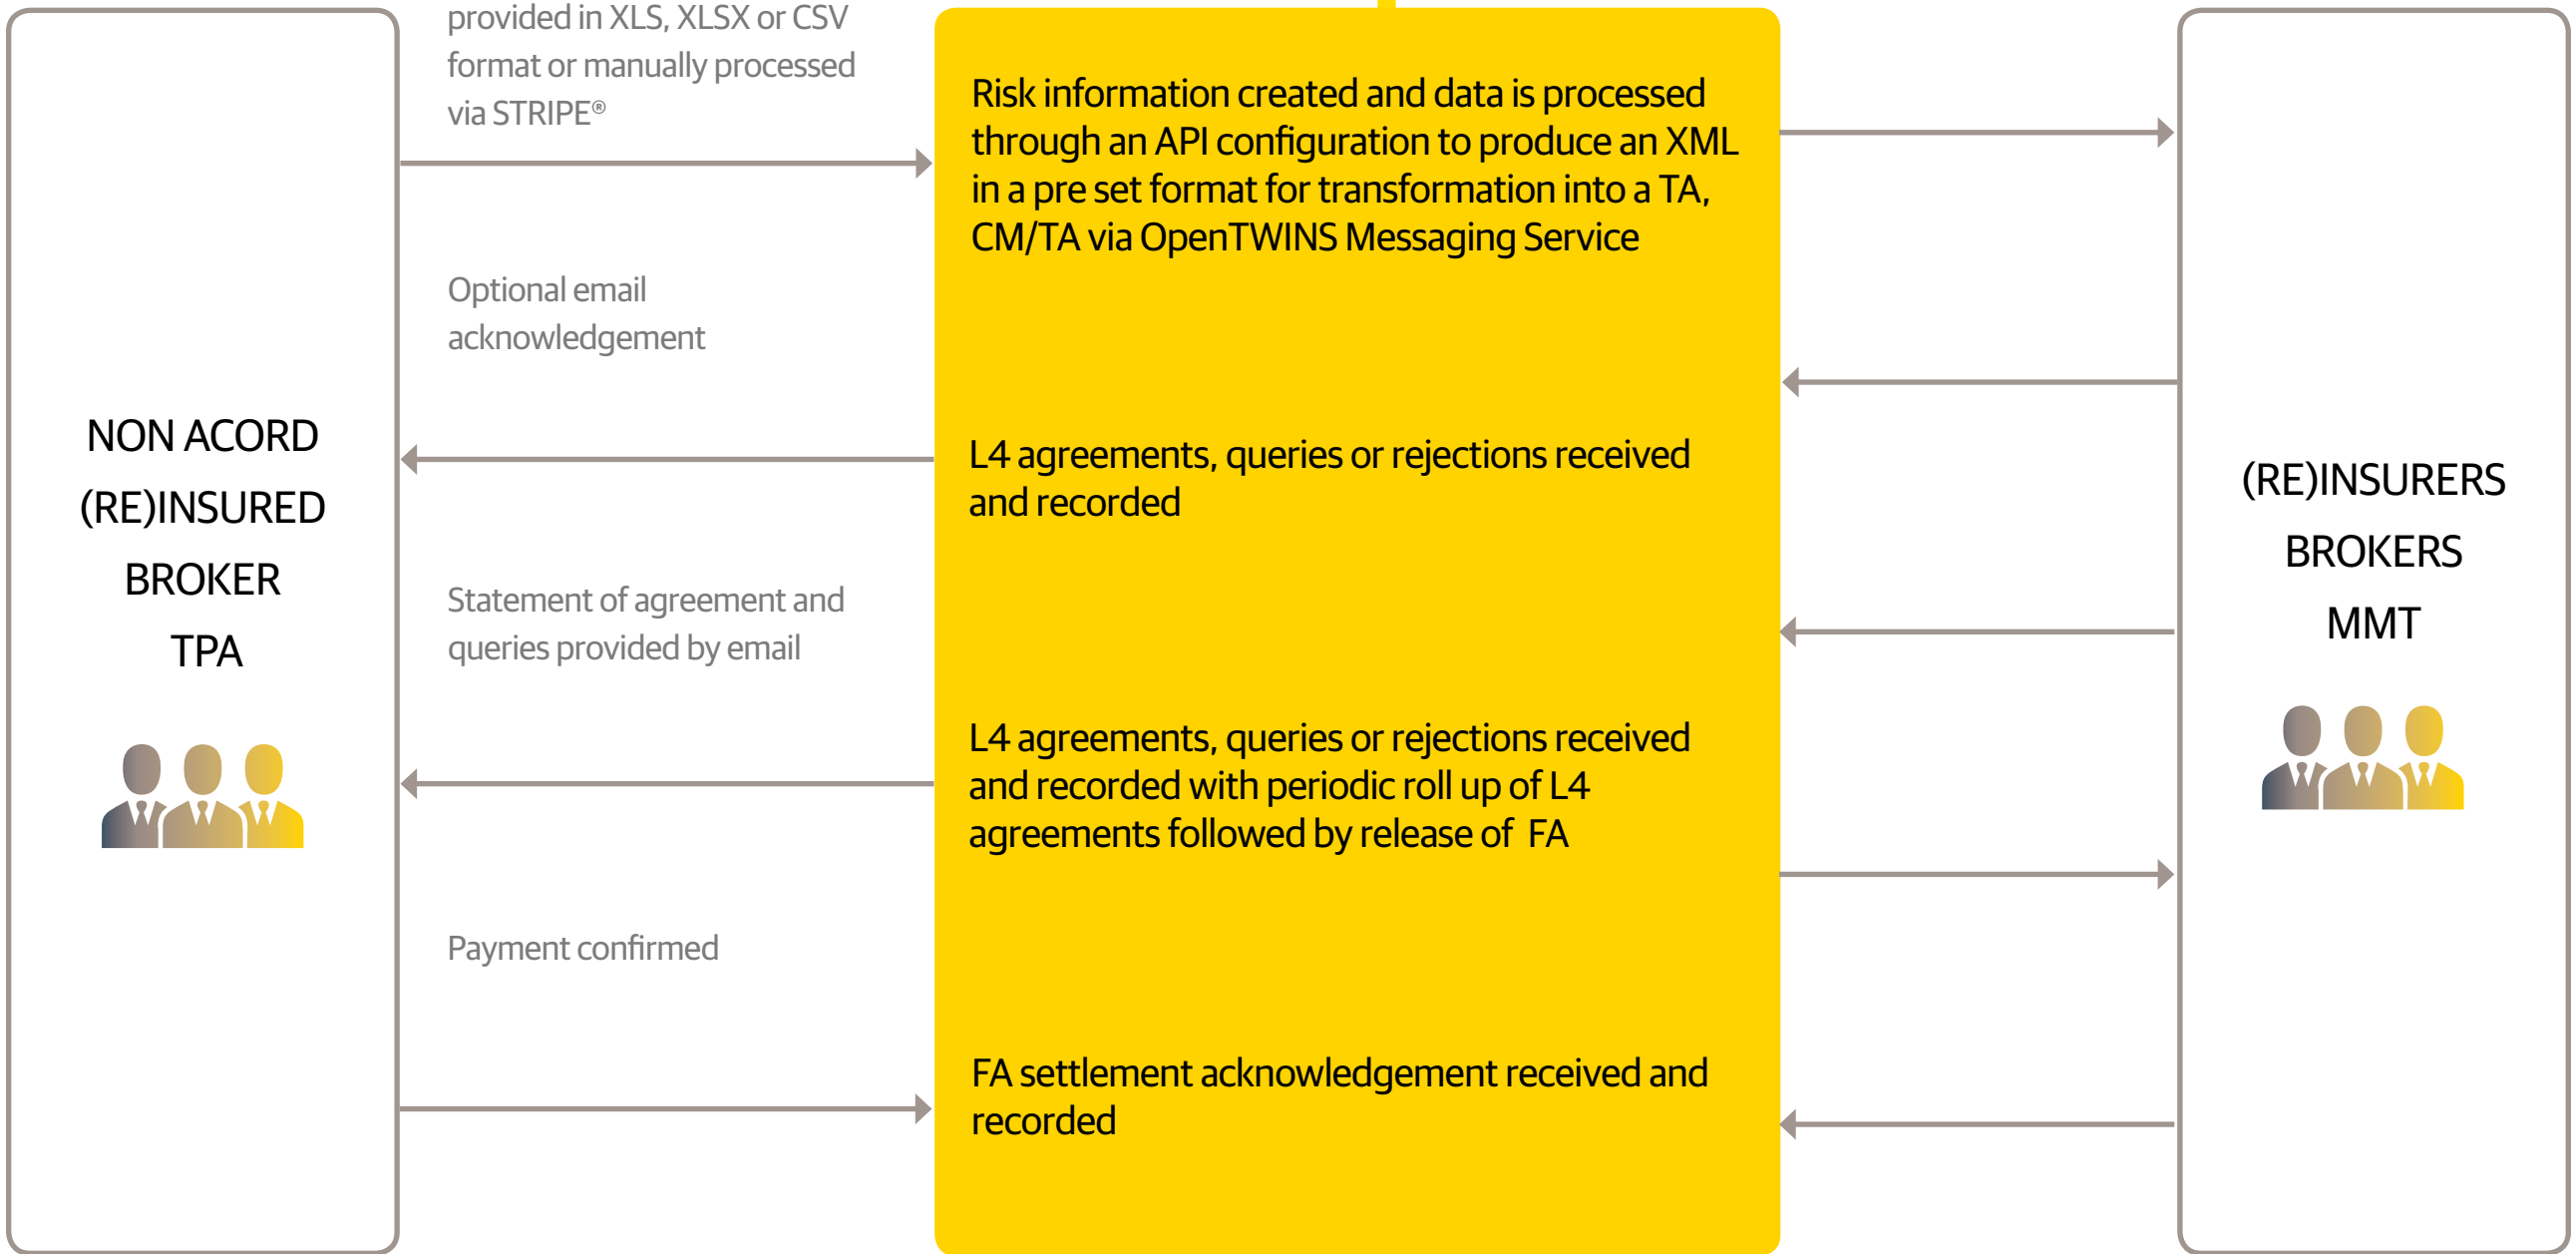 NON ACORD
(RE)INSURED
BROKER
TPA
provided in XLS, XLSX or CSV
format or manually processed
via STRIPE®
Optional email
acknowledgement
Statement of agreement and
queries provided by email
Payment confirmed
Risk information created and data is processed
through an API configuration to produce an XML
in a pre set format for transformation into a TA,
CM/TA via OpenTWINS Messaging Service
L4 agreements, queries or rejections received
and recorded
L4 agreements, queries or rejections received
and recorded with periodic roll up of L4
agreements followed by release of FA
FA settlement acknowledgement received and
recorded
(RE)INSURERS
BROKERS
MMT